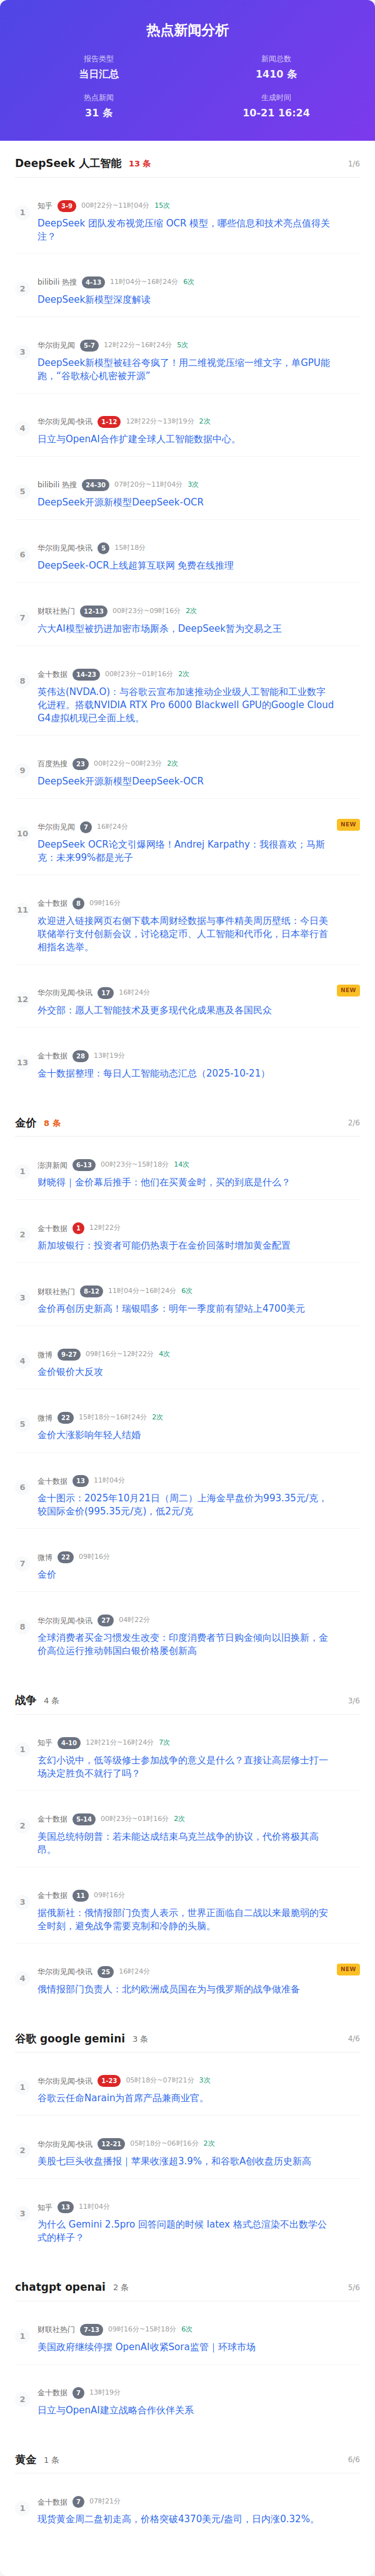 热点新闻分析
报告类型
当日汇总
新闻总数
1410 条
热点新闻
31 条
生成时间
10-21 16:24
DeepSeek 人工智能 13 条 1/6
1
知乎 3-9 00时22分~11时04分 15次
DeepSeek 团队发布视觉压缩 OCR 模型，哪些信息和技术亮点值得关
注？
2
bilibili 热搜 4-13 11时04分~16时24分 6次
DeepSeek新模型深度解读
3
华尔街见闻 5-7 12时22分~16时24分 5次
DeepSeek新模型被硅谷夸疯了！用二维视觉压缩一维文字，单GPU能
跑，“谷歌核心机密被开源”
4
华尔街见闻-快讯 1-12 12时22分~13时19分 2次
日立与OpenAI合作扩建全球人工智能数据中心。
5
bilibili 热搜 24-30 07时20分~11时04分 3次
DeepSeek开源新模型DeepSeek-OCR
6
华尔街见闻-快讯 5 15时18分
DeepSeek-OCR上线超算互联网 免费在线推理
7
财联社热门 12-13 00时23分~09时16分 2次
六大AI模型被扔进加密市场厮杀，DeepSeek暂为交易之王
8
金十数据 14-23 00时23分~01时16分 2次
英伟达(NVDA.O)：与谷歌云宣布加速推动企业级人工智能和工业数字
化进程。搭载NVIDIA RTX Pro 6000 Blackwell GPU的Google Cloud
G4虚拟机现已全面上线。
9
百度热搜 23 00时22分~00时23分 2次
DeepSeek开源新模型DeepSeek-OCR
10
华尔街见闻 7 16时24分 NEW
DeepSeek OCR论文引爆网络！Andrej Karpathy：我很喜欢；马斯
克：未来99%都是光子
11
金十数据 8 09时16分
欢迎进入链接网页右侧下载本周财经数据与事件精美周历壁纸：今日美
联储举行支付创新会议，讨论稳定币、人工智能和代币化，日本举行首
相指名选举。
12
华尔街见闻-快讯 17 16时24分 NEW
外交部：愿人工智能技术及更多现代化成果惠及各国民众
13
金十数据 28 13时19分
金十数据整理：每日人工智能动态汇总（2025-10-21）
金价 8 条 2/6
1
澎湃新闻 6-13 00时23分~15时18分 14次
财晓得｜金价幕后推手：他们在买黄金时，买的到底是什么？
2
金十数据 1 12时22分
新加坡银行：投资者可能仍热衷于在金价回落时增加黄金配置
3
财联社热门 8-12 11时04分~16时24分 6次
金价再创历史新高！瑞银唱多：明年一季度前有望站上4700美元
4
微博 9-27 09时16分~12时22分 4次
金价银价大反攻
5
微博 22 15时18分~16时24分 2次
金价大涨影响年轻人结婚
6
金十数据 13 11时04分
金十图示：2025年10月21日（周二）上海金早盘价为993.35元/克，
较国际金价(995.35元/克)，低2元/克
7
微博 22 09时16分
金价
8
华尔街见闻-快讯 27 04时22分
全球消费者买金习惯发生改变：印度消费者节日购金倾向以旧换新，金
价高位运行推动韩国白银价格屡创新高
战争 4 条 3/6
1
知乎 4-10 12时21分~16时24分 7次
玄幻小说中，低等级修士参加战争的意义是什么？直接让高层修士打一
场决定胜负不就行了吗？
2
金十数据 5-14 00时23分~01时16分 2次
美国总统特朗普：若未能达成结束乌克兰战争的协议，代价将极其高
昂。
3
金十数据 11 09时16分
据俄新社：俄情报部门负责人表示，世界正面临自二战以来最脆弱的安
全时刻，避免战争需要克制和冷静的头脑。
4
华尔街见闻-快讯 25 16时24分 NEW
俄情报部门负责人：北约欧洲成员国在为与俄罗斯的战争做准备
谷歌 google gemini 3 条 4/6
1
华尔街见闻-快讯 1-23 05时18分~07时21分 3次
谷歌云任命Narain为首席产品兼商业官。
2
华尔街见闻-快讯 12-21 05时18分~06时16分 2次
美股七巨头收盘播报｜苹果收涨超3.9%，和谷歌A创收盘历史新高
3
知乎 13 11时04分
为什么 Gemini 2.5pro 回答问题的时候 latex 格式总渲染不出数学公
式的样子？
chatgpt openai 2 条 5/6
1
财联社热门 7-13 09时16分~15时18分 6次
美国政府继续停摆 OpenAI收紧Sora监管｜环球市场
2
金十数据 7 13时19分
日立与OpenAI建立战略合作伙伴关系
黄金 1 条 6/6
1
金十数据 7 07时21分
现货黄金周二盘初走高，价格突破4370美元/盎司，日内涨0.32%。